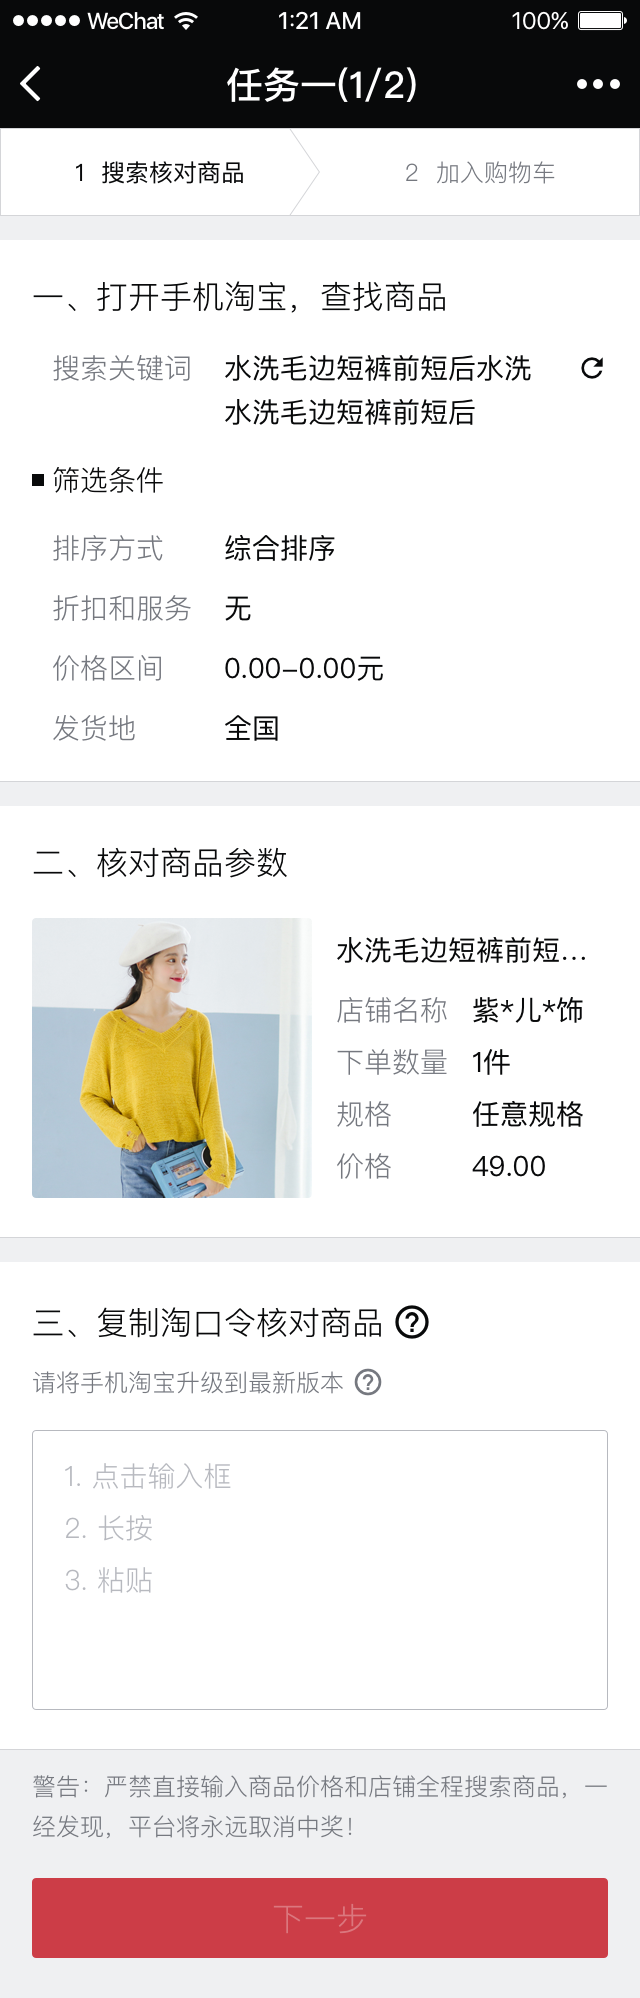 WeChat 1:21 AM 100%
任务一(1/2)
1 搜索核对商品 2 加入购物车
一、打开手机淘宝，查找商品
搜索关键词 水洗毛边短裤前短后水洗
水洗毛边短裤前短后
筛选条件
排序方式 综合排序
折扣和服务 无
价格区间 0.00–0.00元
发货地 全国
二、核对商品参数
水洗毛边短裤前短...
店铺名称 紫*儿*饰
下单数量 1件
规格 任意规格
价格 49.00
三、复制淘口令核对商品
请将手机淘宝升级到最新版本
1. 点击输入框
2. 长按
3. 粘贴
警告：严禁直接输入商品价格和店铺全程搜索商品，一
经发现，平台将永远取消中奖！
下一步